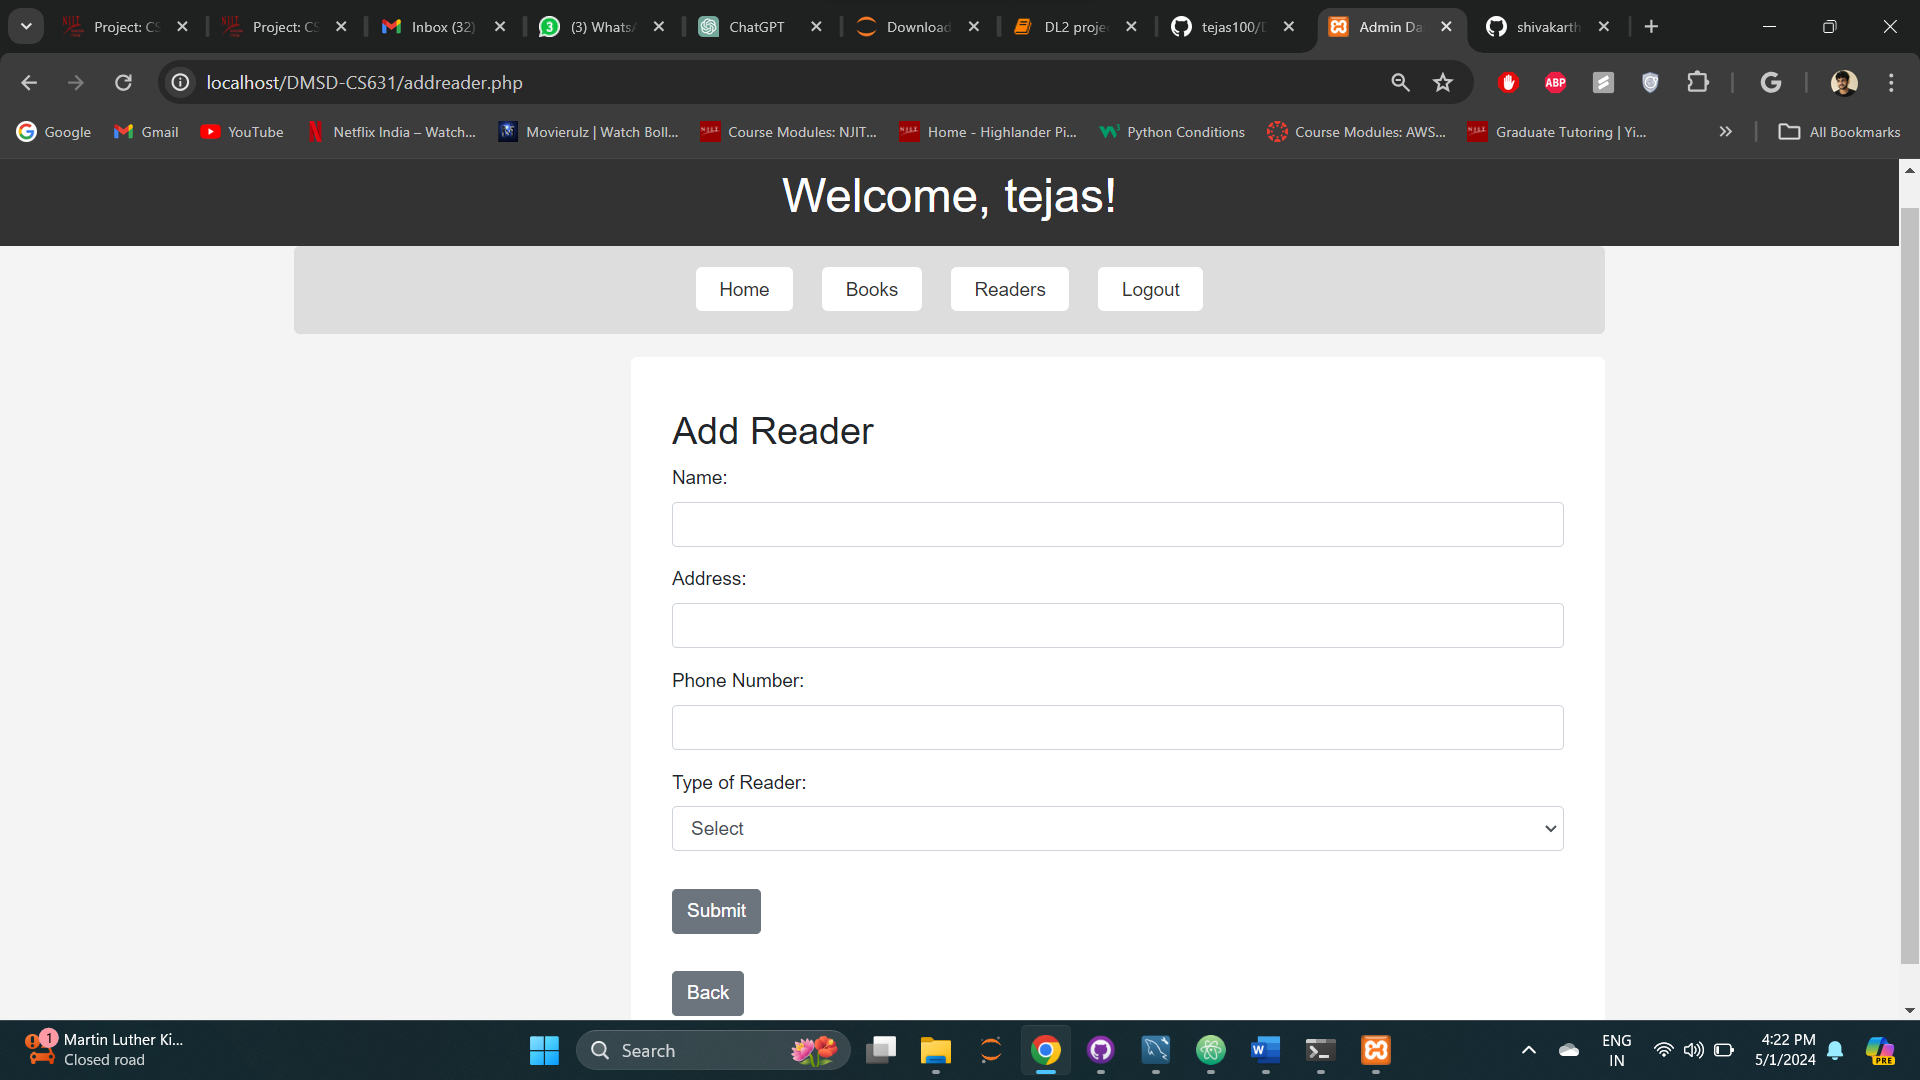 Project: CS
Project: CS
Inbox (32)
(3) Whats
ChatGPT
Download
DL2 proje
tejas100/
Admin Da
shivakarth
localhost/DMSD-CS631/addreader.php
ABP
Google
Gmail
YouTube
Netflix India – Watch...
Movierulz | Watch Boll...
Course Modules: NJIT...
Home - Highlander Pi...
Python Conditions
Course Modules: AWS...
Graduate Tutoring | Yi...
All Bookmarks
Welcome, tejas!
Home
Books
Readers
Logout
Add Reader
Name:
Address:
Phone Number:
Type of Reader:
Select
Submit
Back
1
Martin Luther Ki...
Closed road
Search
ENG
IN
4:22 PM
5/1/2024
PRE